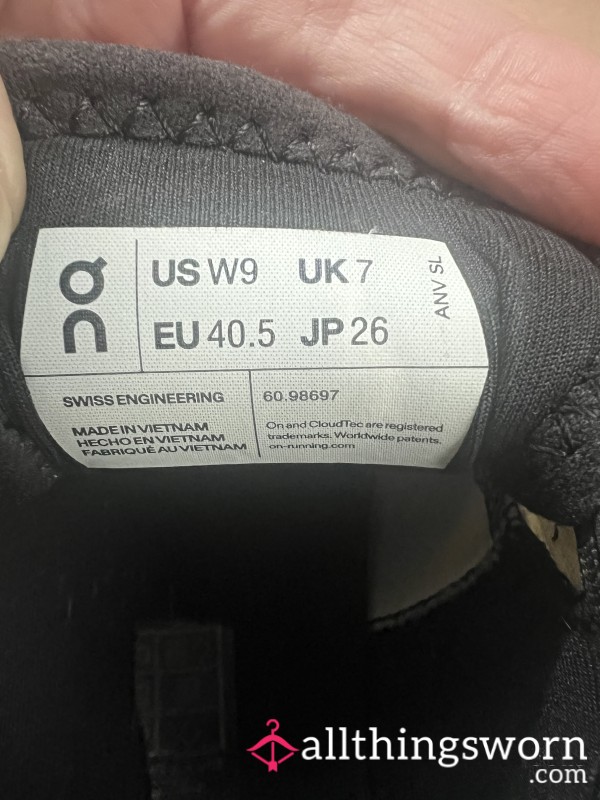 ON
US W9 UK 7
EU 40.5 JP 26
ANV SL
SWISS ENGINEERING
60.98697
MADE IN VIETNAM
HECHO EN VIETNAM
FABRIQUÉ AU VIETNAM
On and CloudTec are registered
trademarks. Worldwide patents.
on-running.com
allthingsworn
.com